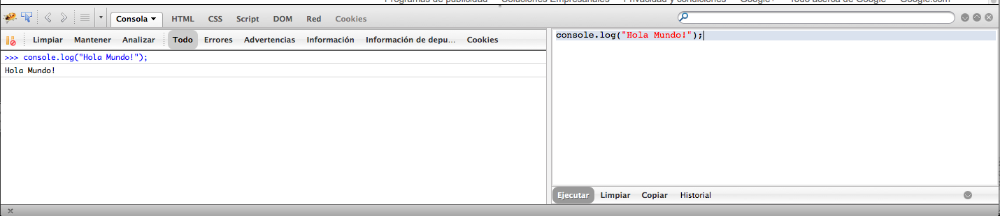 Programas de publicidad Soluciones Empresariales Privacidad y condiciones Google+ Todo acerca de Google Google.com
Consola HTML CSS Script DOM Red Cookies
Limpiar Mantener Analizar Todo Errores Advertencias Información Información de depu... Cookies
>>> console.log("Hola Mundo!");
Hola Mundo!
console.log("Hola Mundo!");
Ejecutar Limpiar Copiar Historial